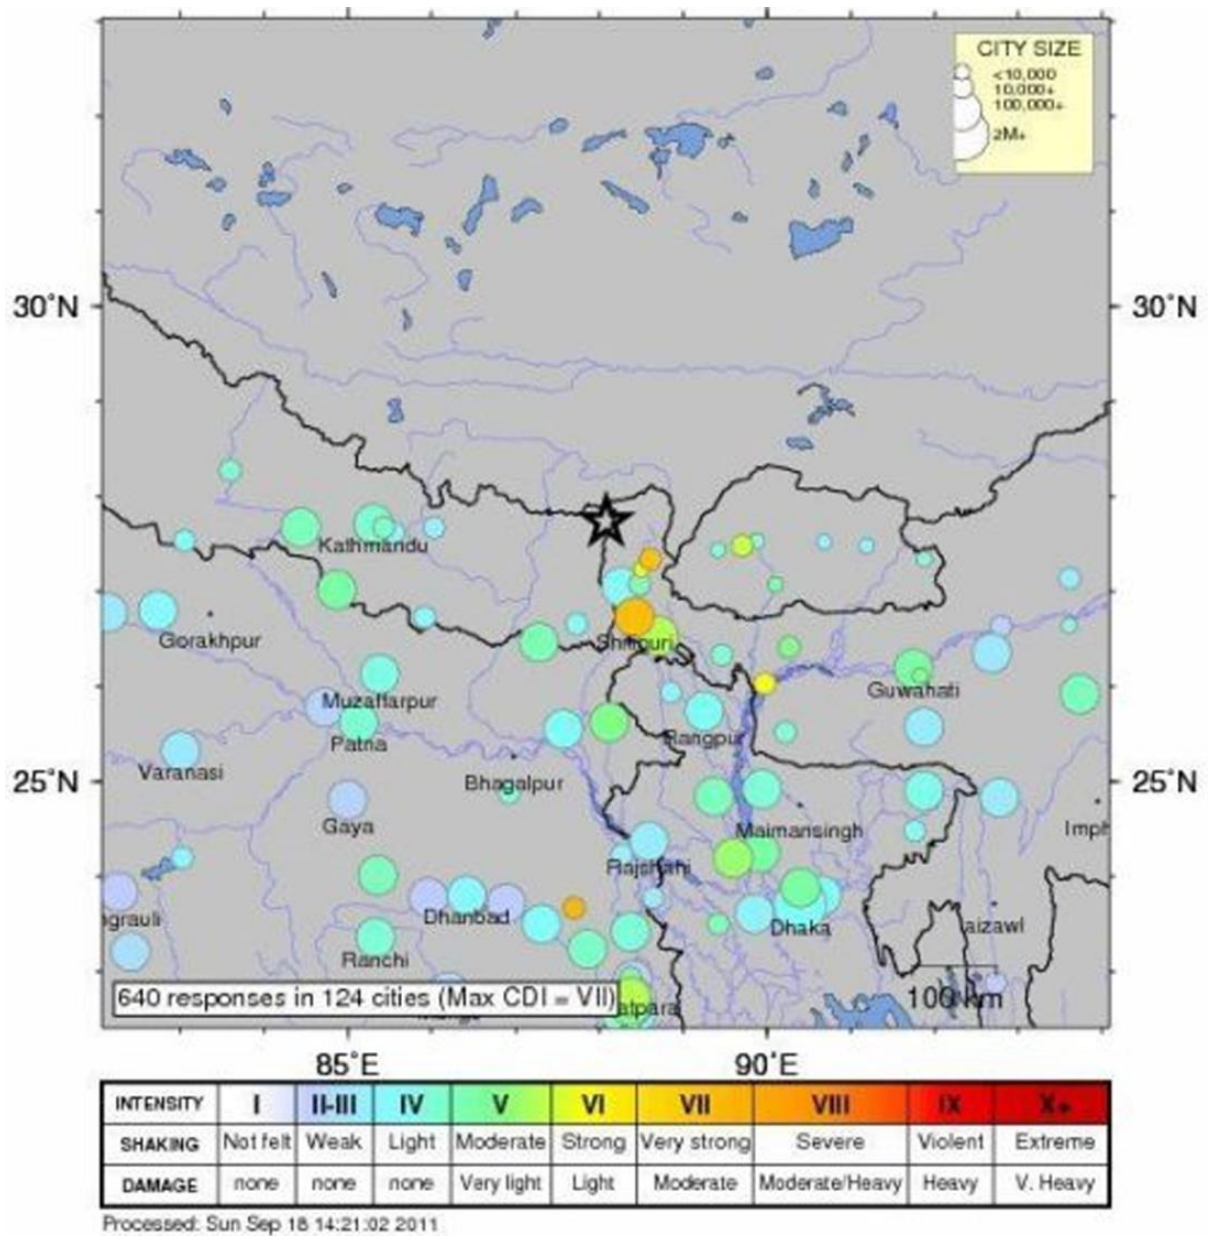 CITY SIZE
<10,000
10,000+
100,000+
2M+
30°N 30°N
Kathmandu
Gorakhpur
Shiliguri
Muzaffarpur
Guwahati
Patna
Rangpur
Varanasi
25°N 25°N
Bhagalpur
Gaya
Maimansingh
Imph
Rajshahi
ngrauli
Dhanbad
Dhaka
aizawl
Ranchi
640 responses in 124 cities (Max CDI = VII)
atpara
100 km
85°E 90°E
INTENSITY I II-III IV V VI VII VIII IX X+
SHAKING Not felt Weak Light Moderate Strong Very strong Severe Violent Extreme
DAMAGE none none none Very light Light Moderate Moderate/Heavy Heavy V. Heavy
Processed: Sun Sep 18 14:21:02 2011